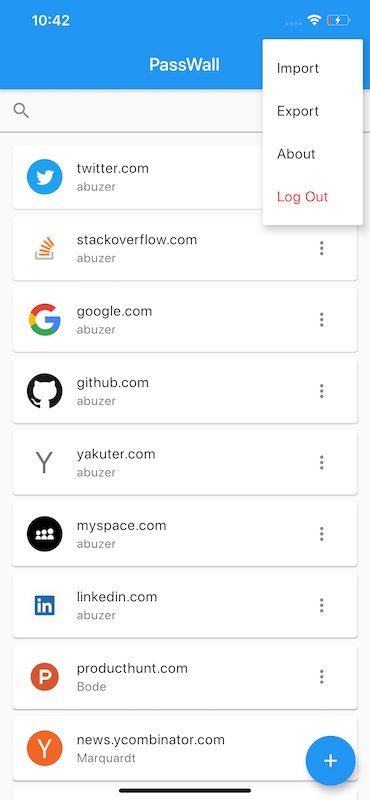 10:42
PassWall
Import
Export
About
Log Out
twitter.com
abuzer
stackoverflow.com
abuzer
google.com
abuzer
github.com
abuzer
Y
yakuter.com
abuzer
myspace.com
abuzer
in
linkedin.com
abuzer
P
producthunt.com
Bode
Y
news.ycombinator.com
Marquardt